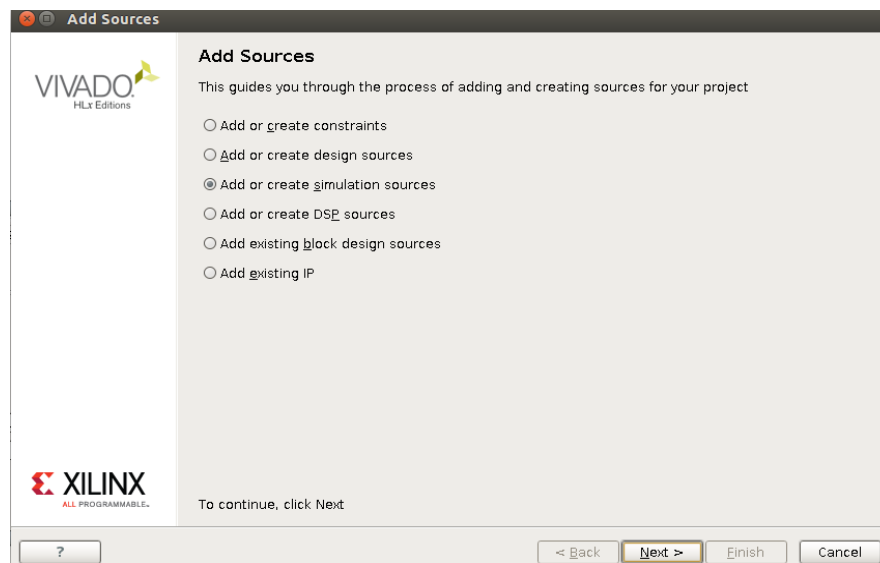 Add Sources
VIVADO
HLx Editions
Add Sources
This guides you through the process of adding and creating sources for your project
Add or create constraints
Add or create design sources
Add or create simulation sources
Add or create DSP sources
Add existing block design sources
Add existing IP
XILINX
ALL PROGRAMMABLE.
To continue, click Next
?
< Back
Next >
Finish
Cancel